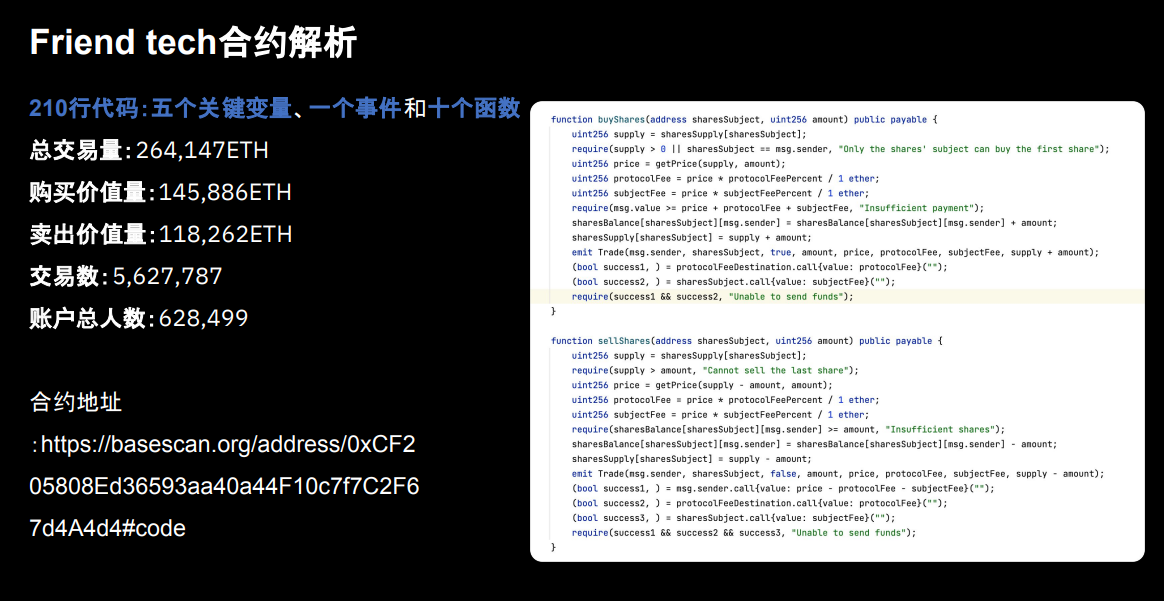 Friend tech合约解析
210行代码：五个关键变量、一个事件和十个函数
总交易量：264,147ETH
购买价值量：145,886ETH
卖出价值量：118,262ETH
交易数：5,627,787
账户总人数：628,499
合约地址
：https://basescan.org/address/0xCF2
05808Ed36593aa40a44F10c7f7C2F6
7d4A4d4#code
function buyShares(address sharesSubject, uint256 amount) public payable {
uint256 supply = sharesSupply[sharesSubject];
require(supply > 0 || sharesSubject == msg.sender, "Only the shares' subject can buy the first share");
uint256 price = getPrice(supply, amount);
uint256 protocolFee = price * protocolFeePercent / 1 ether;
uint256 subjectFee = price * subjectFeePercent / 1 ether;
require(msg.value >= price + protocolFee + subjectFee, "Insufficient payment");
sharesBalance[sharesSubject][msg.sender] = sharesBalance[sharesSubject][msg.sender] + amount;
sharesSupply[sharesSubject] = supply + amount;
emit Trade(msg.sender, sharesSubject, true, amount, price, protocolFee, subjectFee, supply + amount);
(bool success1, ) = protocolFeeDestination.call{value: protocolFee}("");
(bool success2, ) = sharesSubject.call{value: subjectFee}("");
require(success1 && success2, "Unable to send funds");
}
function sellShares(address sharesSubject, uint256 amount) public payable {
uint256 supply = sharesSupply[sharesSubject];
require(supply > amount, "Cannot sell the last share");
uint256 price = getPrice(supply - amount, amount);
uint256 protocolFee = price * protocolFeePercent / 1 ether;
uint256 subjectFee = price * subjectFeePercent / 1 ether;
require(sharesBalance[sharesSubject][msg.sender] >= amount, "Insufficient shares");
sharesBalance[sharesSubject][msg.sender] = sharesBalance[sharesSubject][msg.sender] - amount;
sharesSupply[sharesSubject] = supply - amount;
emit Trade(msg.sender, sharesSubject, false, amount, price, protocolFee, subjectFee, supply - amount);
(bool success1, ) = msg.sender.call{value: price - protocolFee - subjectFee}("");
(bool success2, ) = protocolFeeDestination.call{value: protocolFee}("");
(bool success3, ) = sharesSubject.call{value: subjectFee}("");
require(success1 && success2 && success3, "Unable to send funds");
}